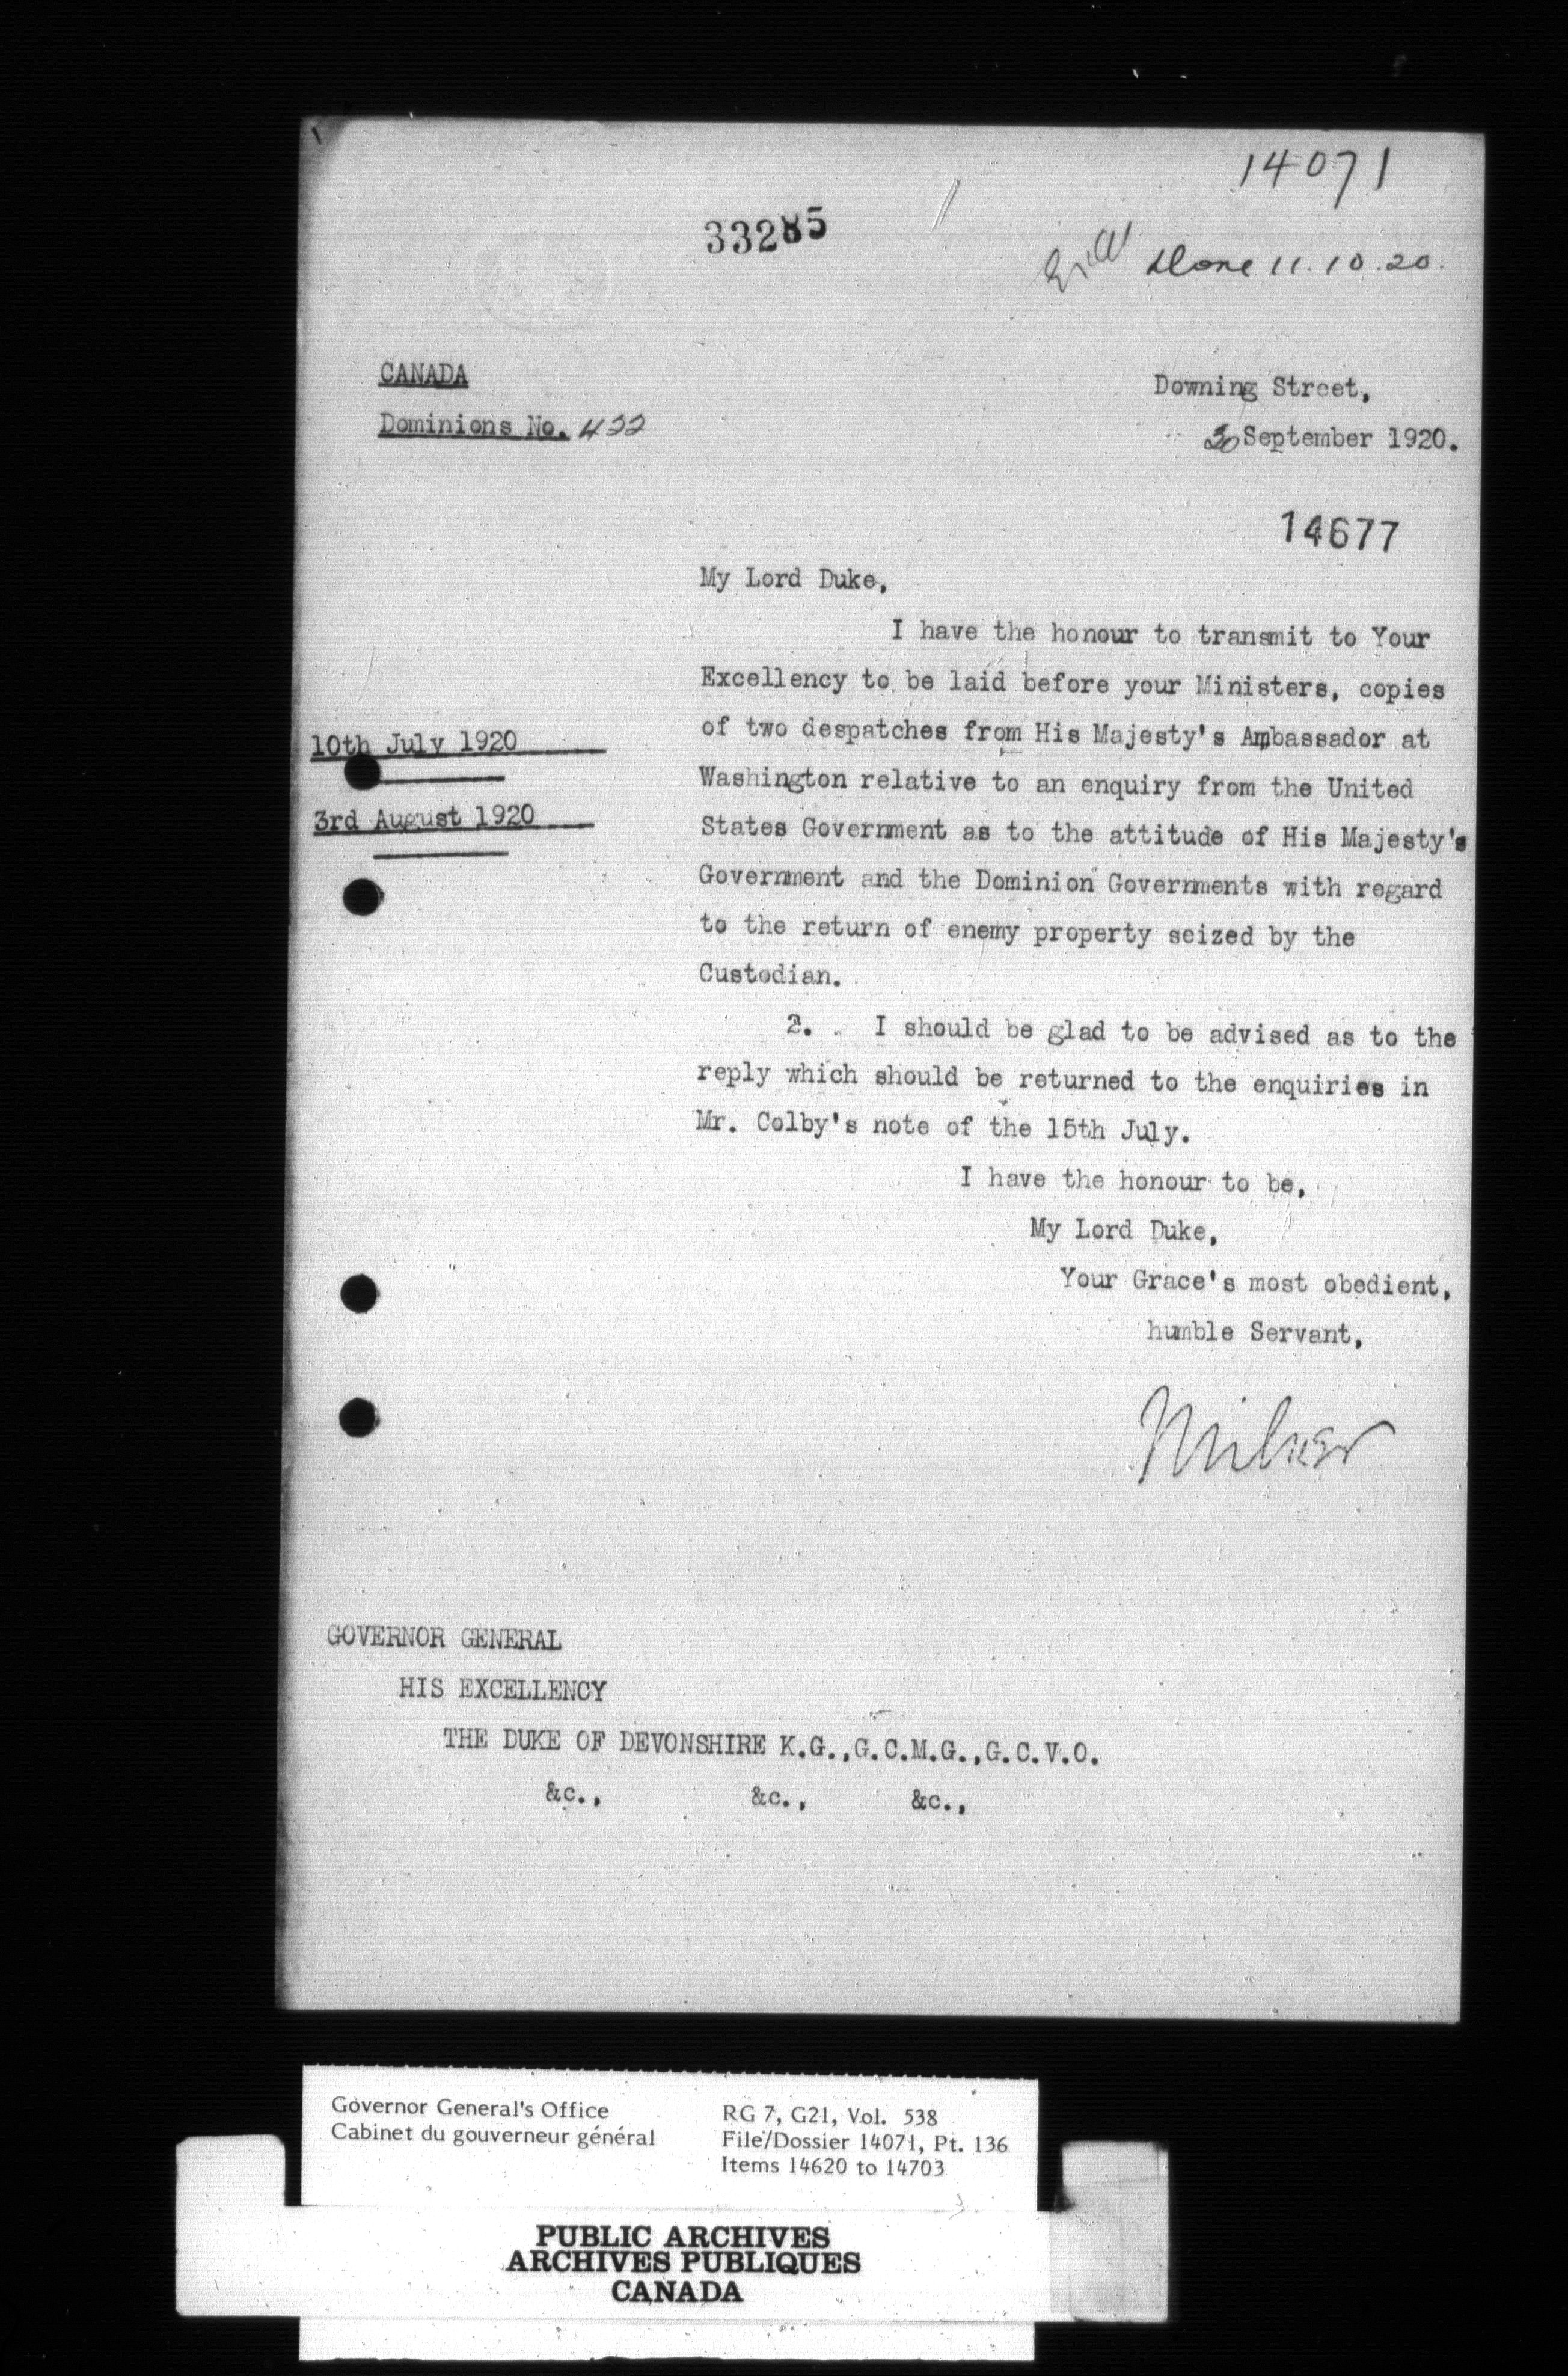 14071
33285
Done 11.10.20.
CANADA
Downing Street,
Dominions No. 422
30 September 1920.
14677
My Lord Duke,
I have the honour to transmit to Your
Excellency to be laid before your Ministers, copies
of two despatches from His Majesty's Ambassador at
10th July 1920
Washington relative to an enquiry from the United
3rd August 1920
States Government as to the attitude of His Majesty's
Government and the Dominion Governments with regard
to the return of enemy property seized by the
Custodian.
2. I should be glad to be advised as to the
reply which should be returned to the enquiries in
Mr. Colby's note of the 15th July.
I have the honour to be,
My Lord Duke,
Your Grace's most obedient,
humble Servant,
Milner
GOVERNOR GENERAL
HIS EXCELLENCY
THE DUKE OF DEVONSHIRE K.G.,G.C.M.G.,G.C.V.O.
&c., &c., &c.,
Governor General's Office
Cabinet du gouverneur général
RG 7, G21, Vol. 538
File/Dossier 14071, Pt. 136
Items 14620 to 14703
PUBLIC ARCHIVES
ARCHIVES PUBLIQUES
CANADA